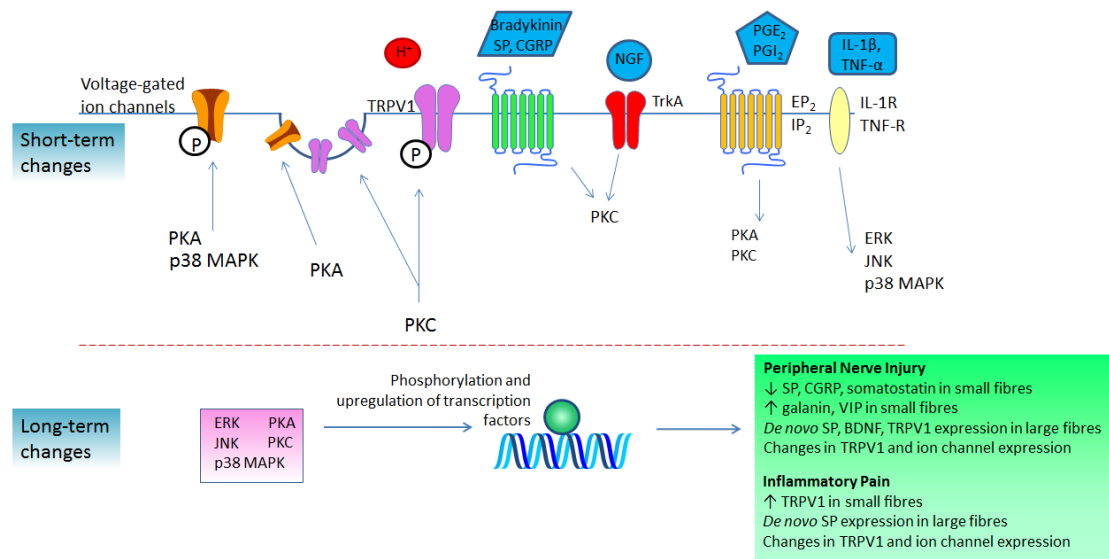 Bradykinin
SP, CGRP
PGE₂
PGI₂
IL-1β,
TNF-α
H⁺
NGF
Voltage-gated
ion channels
TRPV1
TrkA
EP₂
IP₂
IL-1R
TNF-R
Short-term
changes
P
P
PKC
PKA
p38 MAPK
PKA
PKC
PKA
PKC
ERK
JNK
p38 MAPK
Long-term
changes
ERK PKA
JNK PKC
p38 MAPK
Phosphorylation and
upregulation of transcription
factors
Peripheral Nerve Injury
↓ SP, CGRP, somatostatin in small fibres
↑ galanin, VIP in small fibres
De novo SP, BDNF, TRPV1 expression in large fibres
Changes in TRPV1 and ion channel expression
Inflammatory Pain
↑ TRPV1 in small fibres
De novo SP expression in large fibres
Changes in TRPV1 and ion channel expression